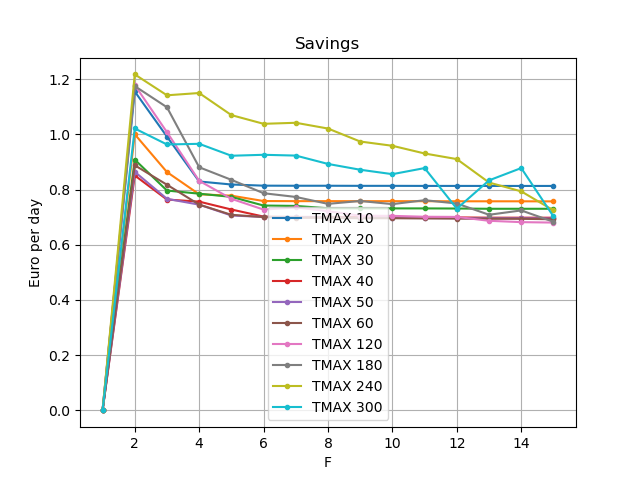 Savings
Euro per day
1.2
1.0
0.8
0.6
0.4
0.2
0.0
TMAX 10
TMAX 20
TMAX 30
TMAX 40
TMAX 50
TMAX 60
TMAX 120
TMAX 180
TMAX 240
TMAX 300
2 4 6 8 10 12 14
F